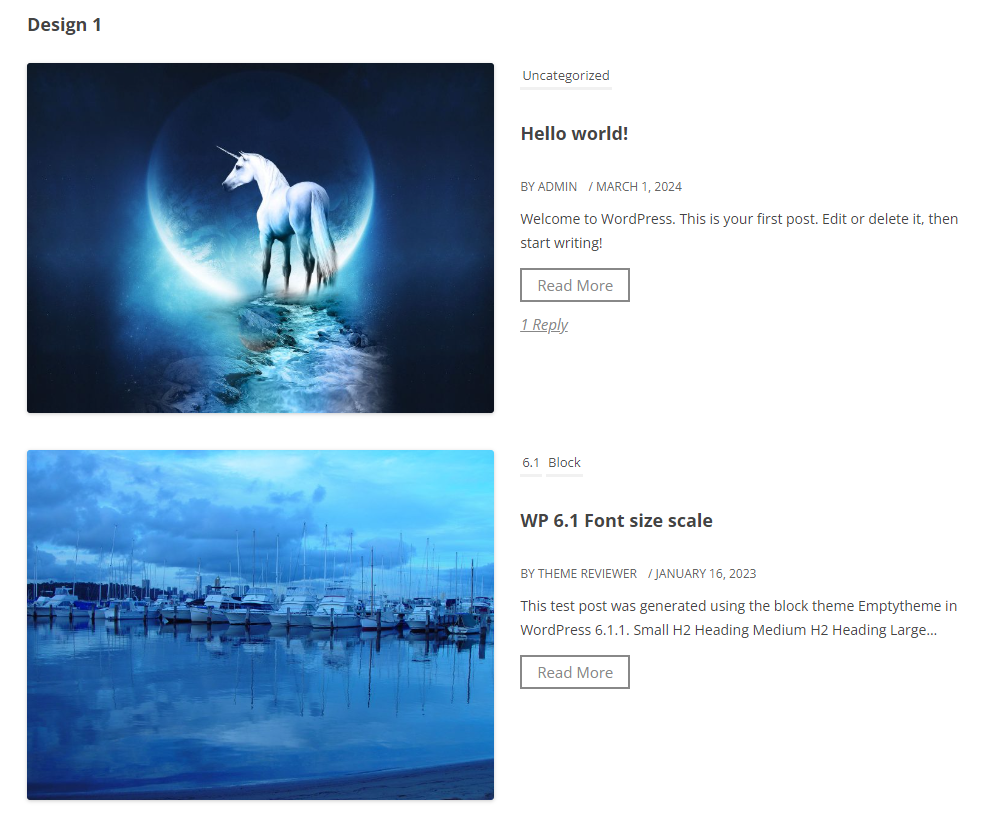 Design 1
Uncategorized
Hello world!
BY ADMIN / MARCH 1, 2024
Welcome to WordPress. This is your first post. Edit or delete it, then
start writing!
Read More
1 Reply
6.1 Block
WP 6.1 Font size scale
BY THEME REVIEWER / JANUARY 16, 2023
This test post was generated using the block theme Emptytheme in
WordPress 6.1.1. Small H2 Heading Medium H2 Heading Large...
Read More